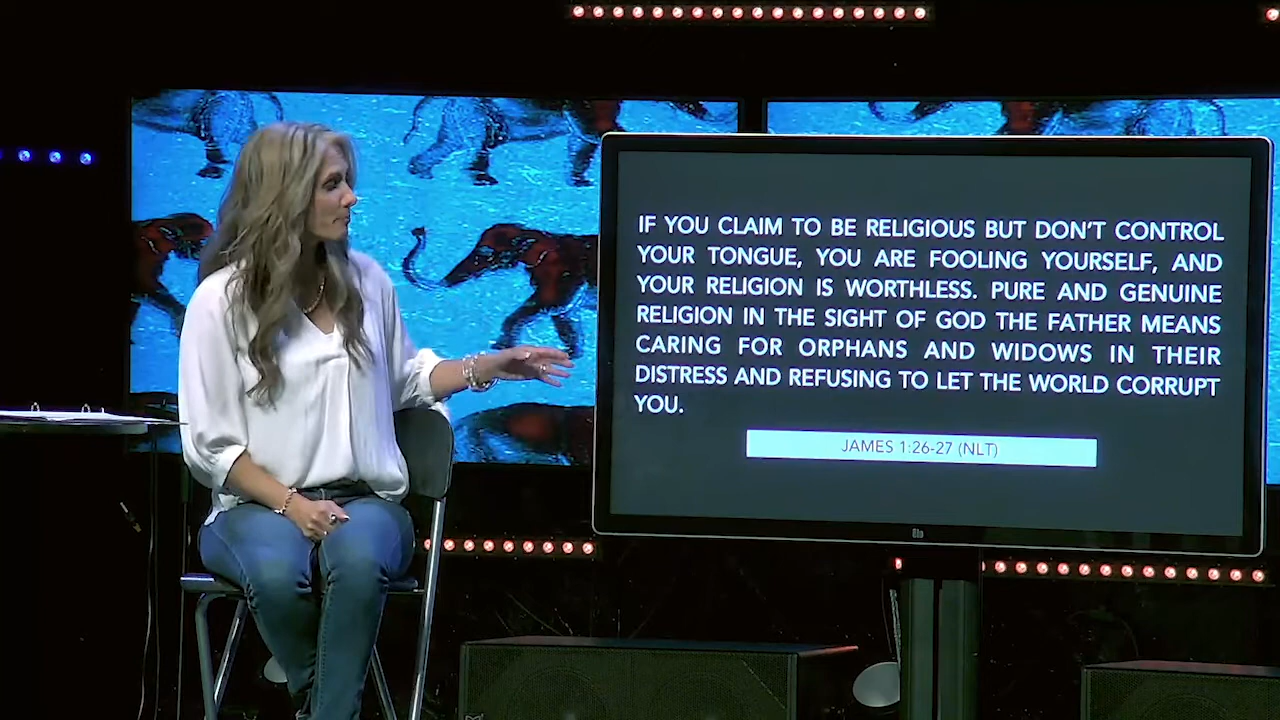 IF YOU CLAIM TO BE RELIGIOUS BUT DON'T CONTROL
YOUR TONGUE, YOU ARE FOOLING YOURSELF, AND
YOUR RELIGION IS WORTHLESS. PURE AND GENUINE
RELIGION IN THE SIGHT OF GOD THE FATHER MEANS
CARING FOR ORPHANS AND WIDOWS IN THEIR
DISTRESS AND REFUSING TO LET THE WORLD CORRUPT
YOU.
JAMES 1:26-27 (NLT)
Elo